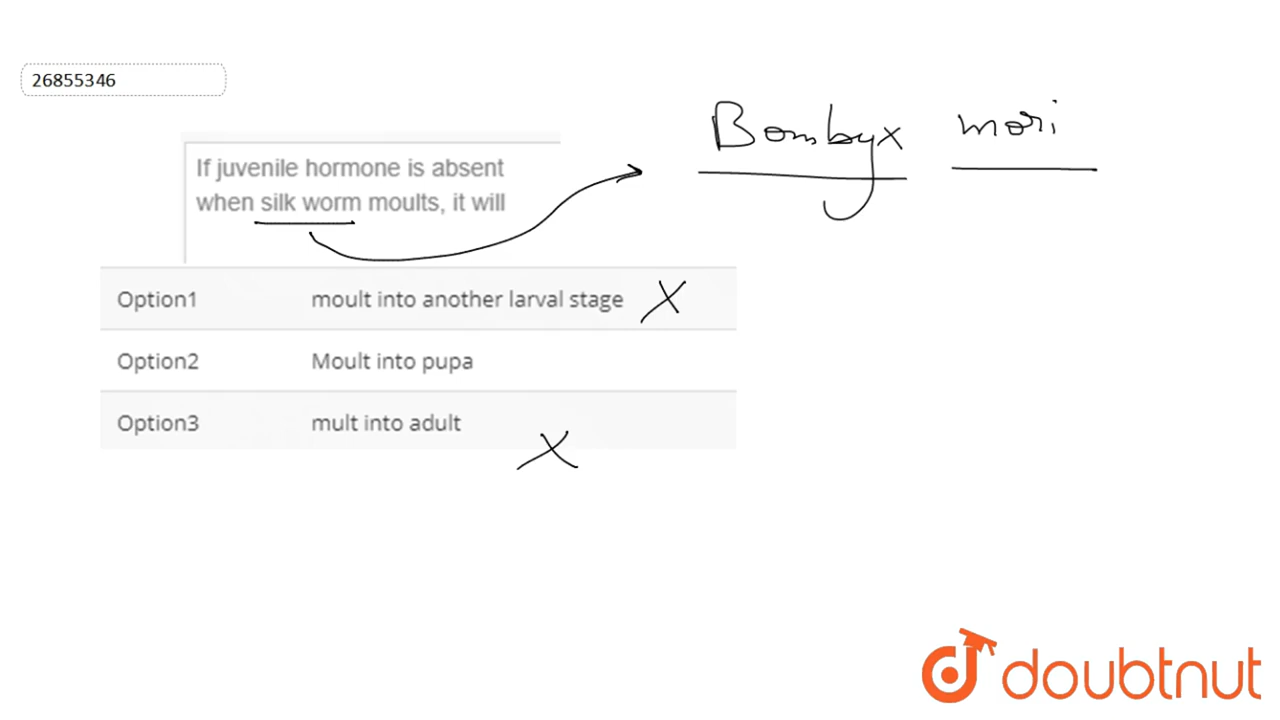 26855346
Bombyx mori
If juvenile hormone is absent
when silk worm moults, it will
Option1 moult into another larval stage X
Option2 Moult into pupa
Option3 mult into adult X
doubtnut